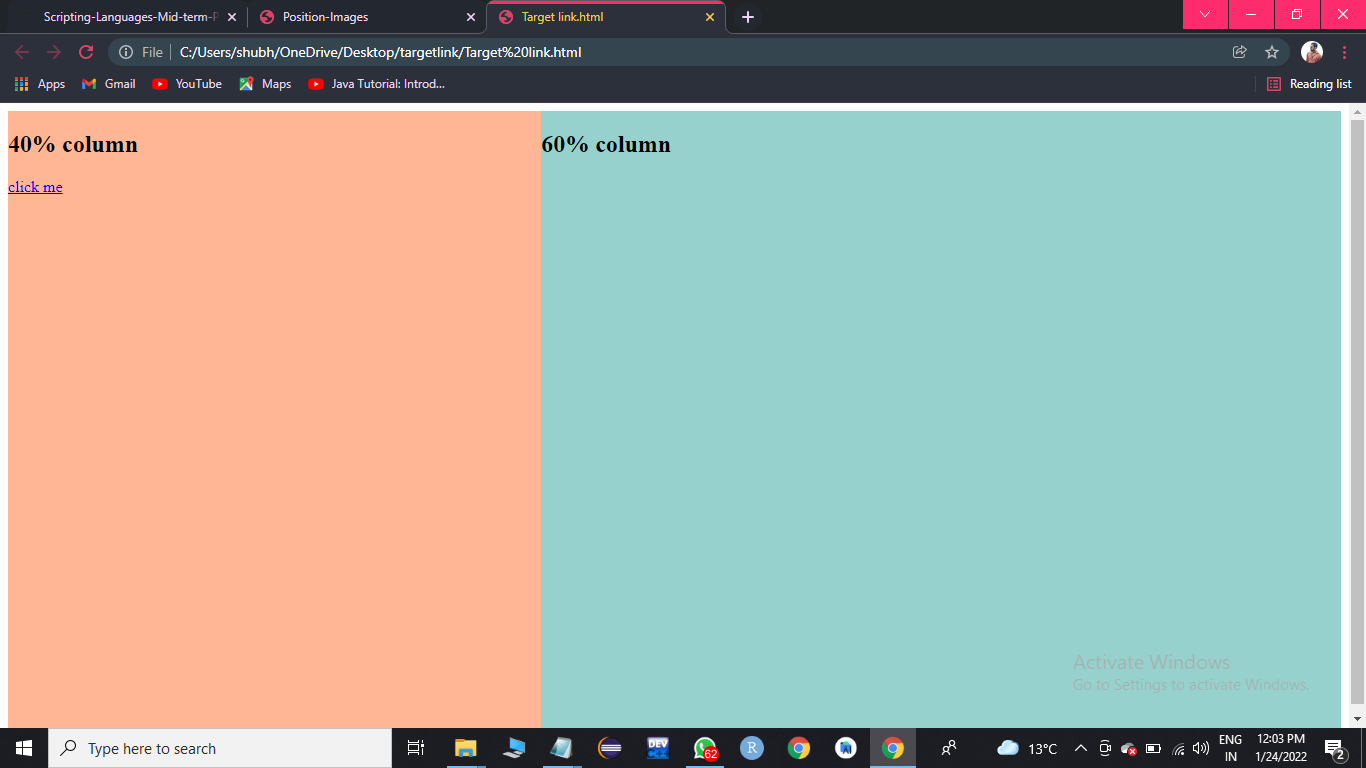 Scripting-Languages-Mid-term-P
Position-Images
Target link.html
File
C:/Users/shubh/OneDrive/Desktop/targetlink/Target%20link.html
Apps
Gmail
YouTube
Maps
Java Tutorial: Introd...
Reading list
40% column
60% column
click me
Activate Windows
Go to Settings to activate Windows.
Type here to search
DEV
62
R
13°C
ENG
IN
12:03 PM
1/24/2022
2